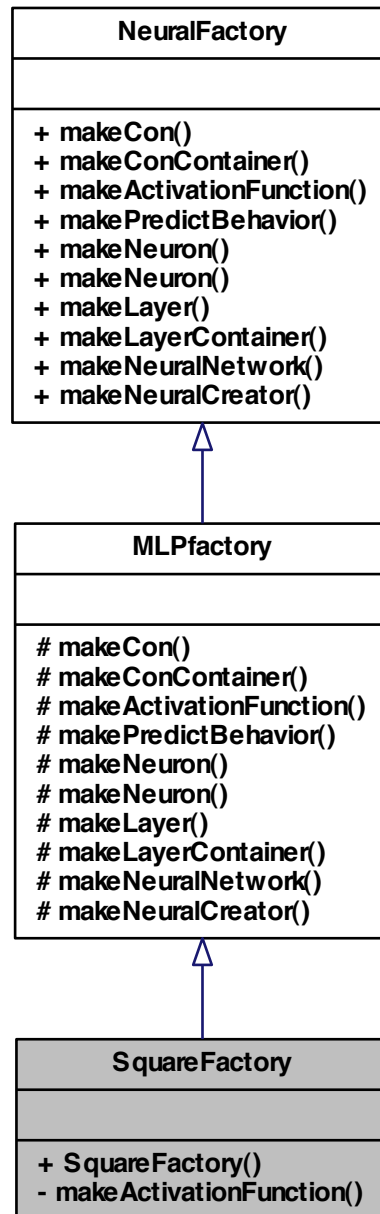 NeuralFactory
+ makeCon()
+ makeConContainer()
+ makeActivationFunction()
+ makePredictBehavior()
+ makeNeuron()
+ makeNeuron()
+ makeLayer()
+ makeLayerContainer()
+ makeNeuralNetwork()
+ makeNeuralCreator()
MLPfactory
# makeCon()
# makeConContainer()
# makeActivationFunction()
# makePredictBehavior()
# makeNeuron()
# makeNeuron()
# makeLayer()
# makeLayerContainer()
# makeNeuralNetwork()
# makeNeuralCreator()
SquareFactory
+ SquareFactory()
- makeActivationFunction()